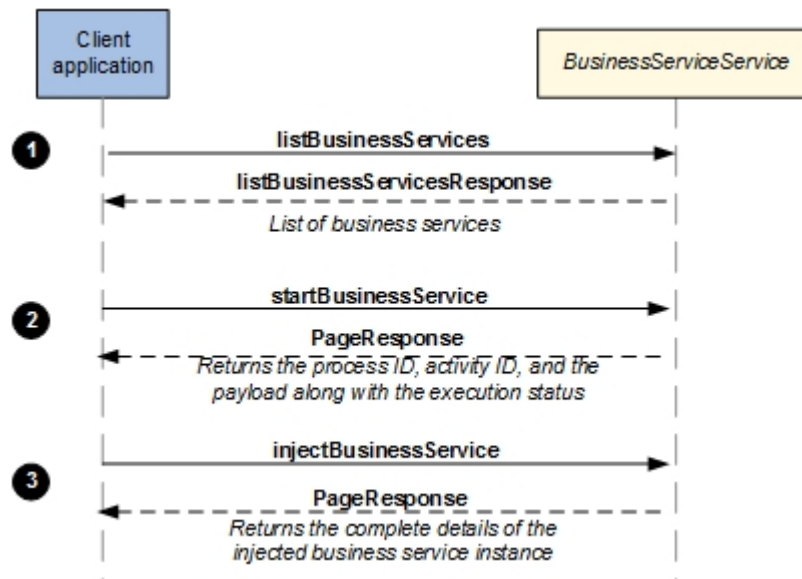 Client
application
BusinessServiceService
1
listBusinessServices
listBusinessServicesResponse
List of business services
2
startBusinessService
PageResponse
Returns the process ID, activity ID, and the
payload along with the execution status
3
injectBusinessService
PageResponse
Returns the complete details of the
injected business service instance